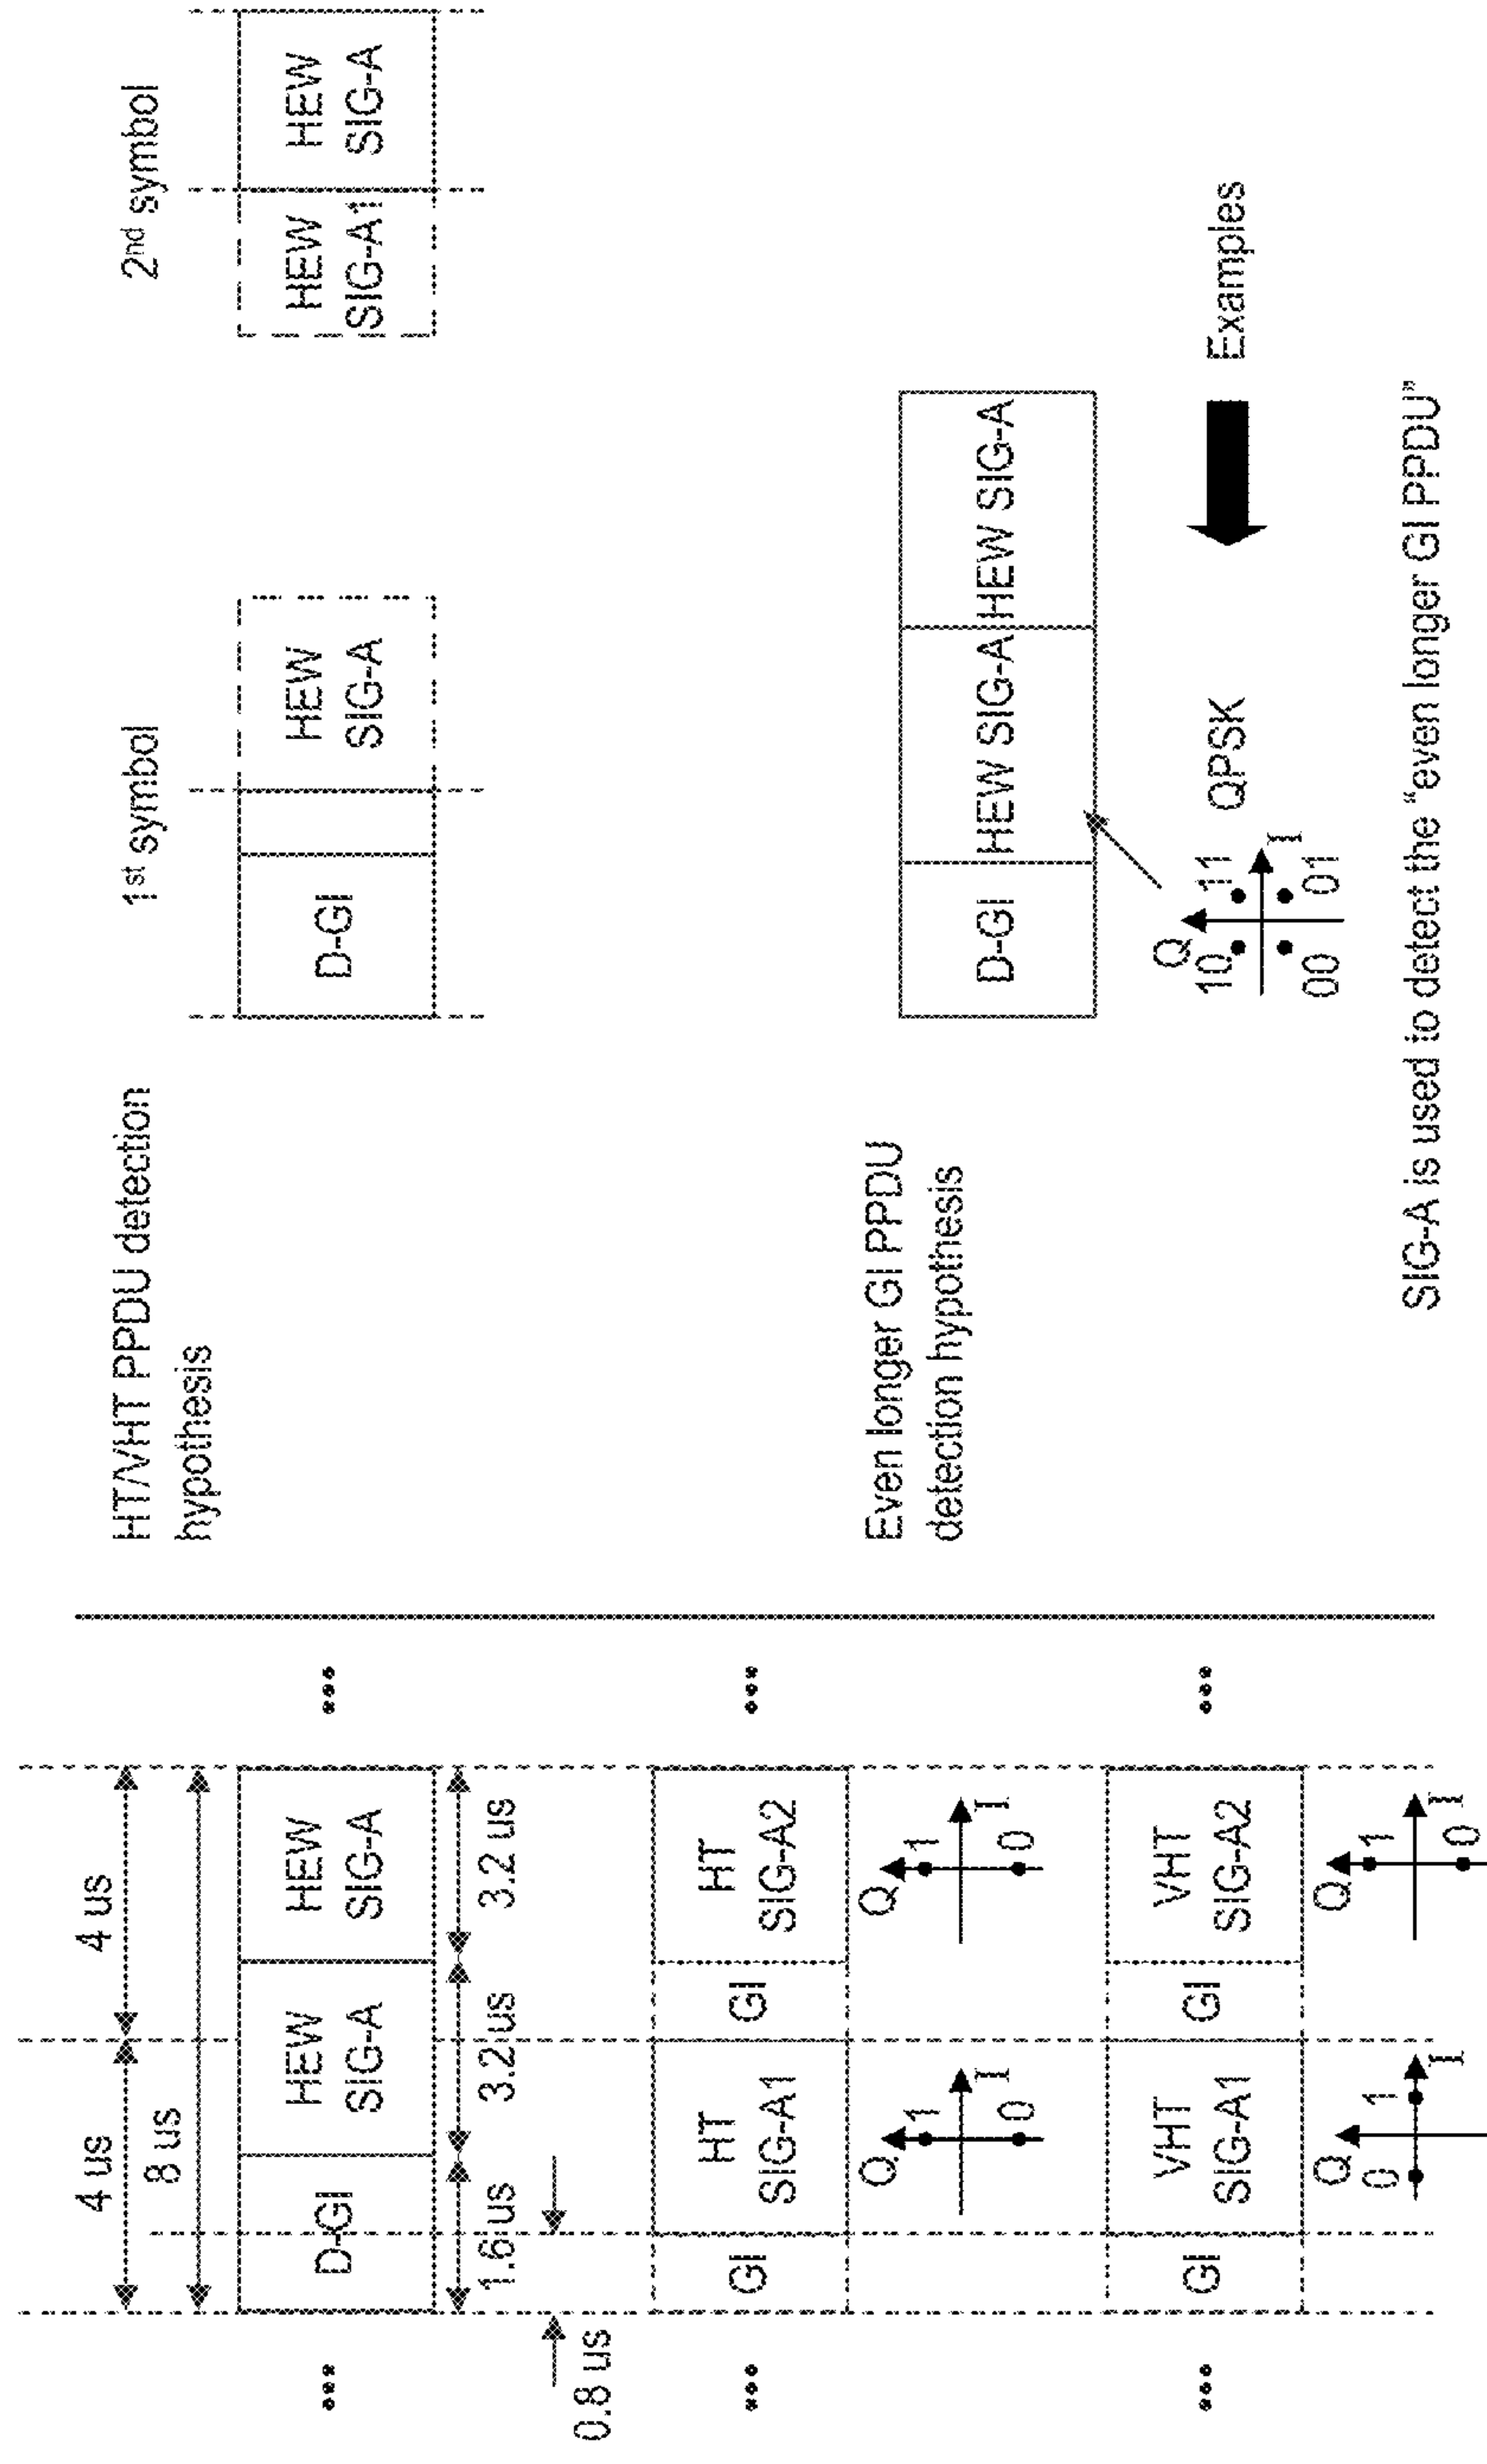 4 us
4 us
8 us
D-GI
HEW
SIG-A
HEW
SIG-A
1.6 us
3.2 us
3.2 us
0.8 us
GI
HT
SIG-A1
GI
HT
SIG-A2
Q
1
I
0
Q
1
I
0
GI
VHT
SIG-A1
GI
VHT
SIG-A2
Q
0
1
I
Q
1
I
0
HT/VHT PPDU detection
hypothesis
1st symbol
2nd symbol
D-GI
HEW
SIG-A
HEW
SIG-A1
HEW
SIG-A
Even longer GI PPDU
detection hypothesis
D-GI
HEW SIG-A
HEW SIG-A
Q
10
11
QPSK
I
00
01
Examples
SIG-A is used to detect the "even longer GI PPDU"